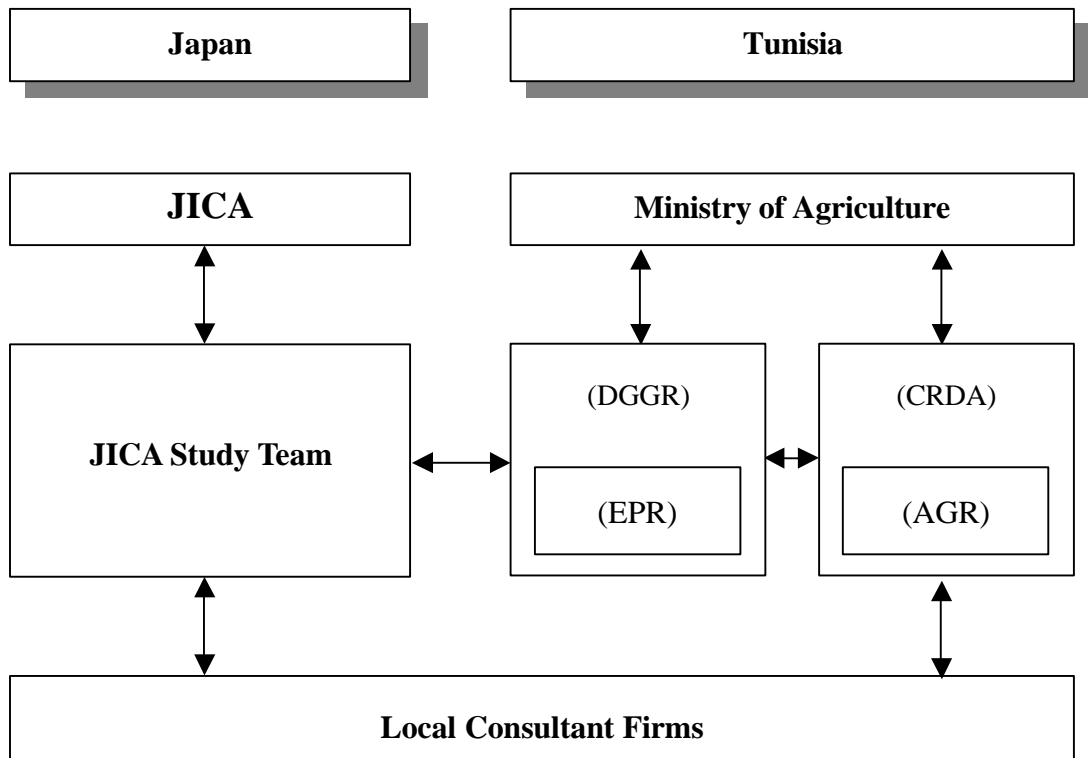 Japan
Tunisia
JICA
Ministry of Agriculture
JICA Study Team
(DGGR)
(CRDA)
(EPR)
(AGR)
Local Consultant Firms